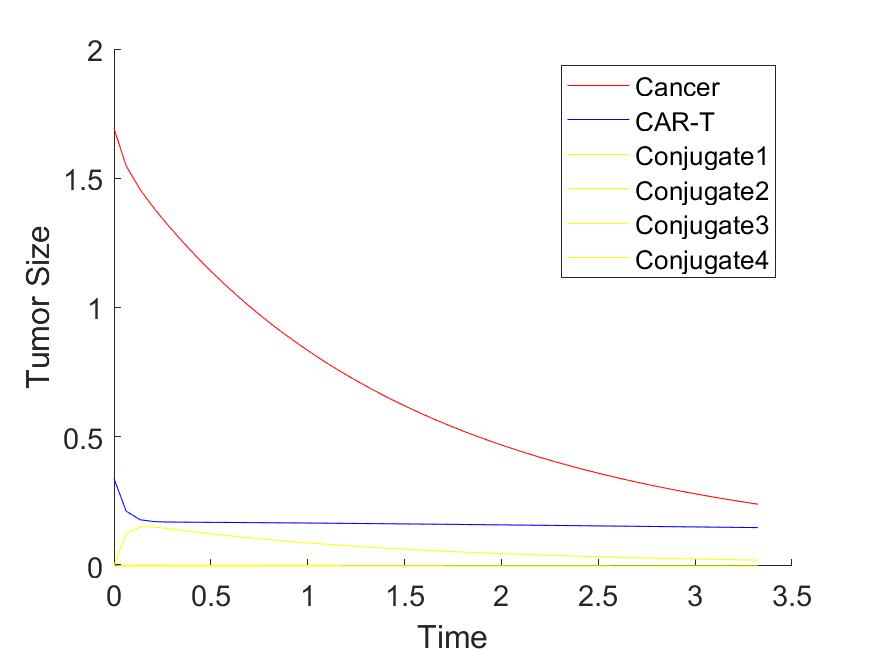 2
1.5
1
0.5
0
Tumor Size
Cancer
CAR-T
Conjugate1
Conjugate2
Conjugate3
Conjugate4
0 0.5 1 1.5 2 2.5 3 3.5
Time